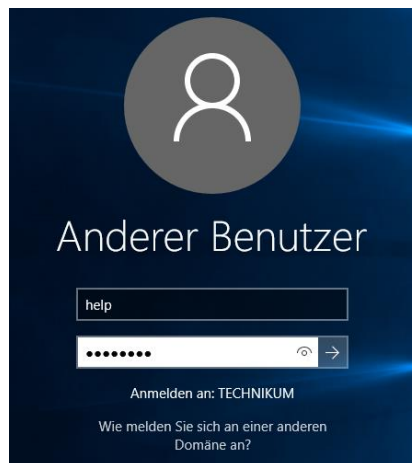 Anderer Benutzer
help
Anmelden an: TECHNIKUM
Wie melden Sie sich an einer anderen
Domäne an?